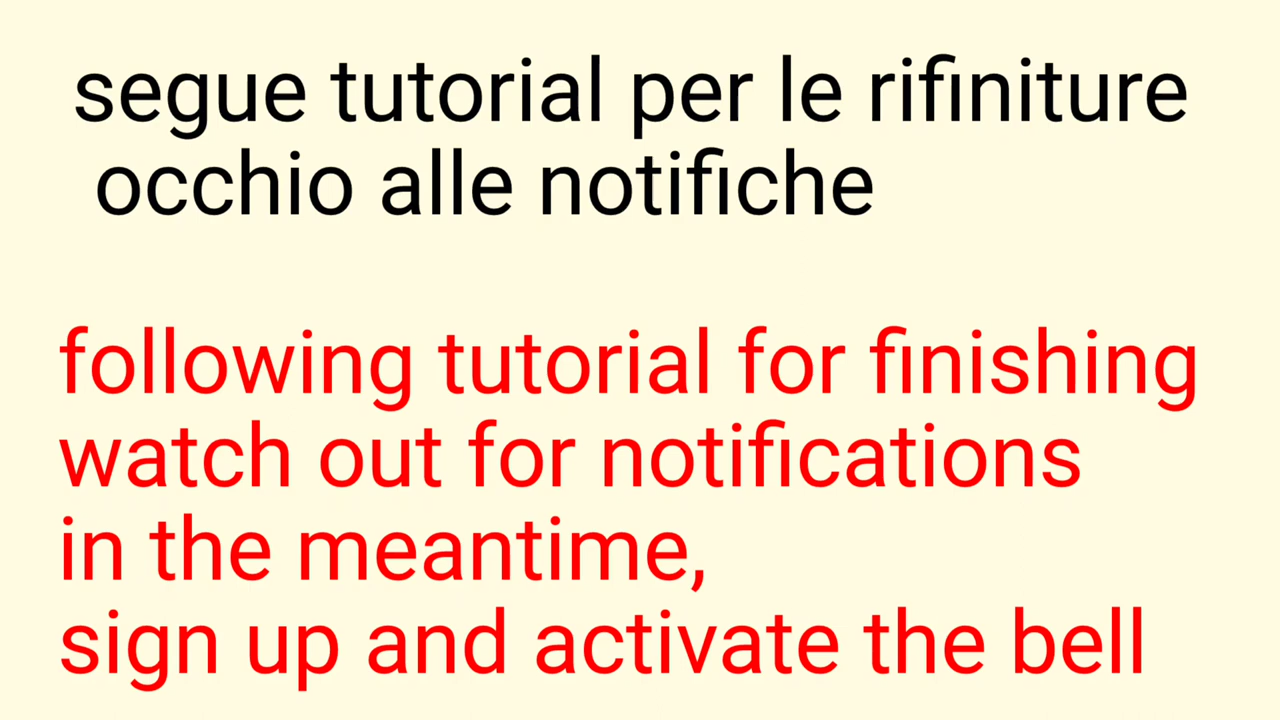 segue tutorial per le rifiniture
occhio alle notifiche
following tutorial for finishing
watch out for notifications
in the meantime,
sign up and activate the bell